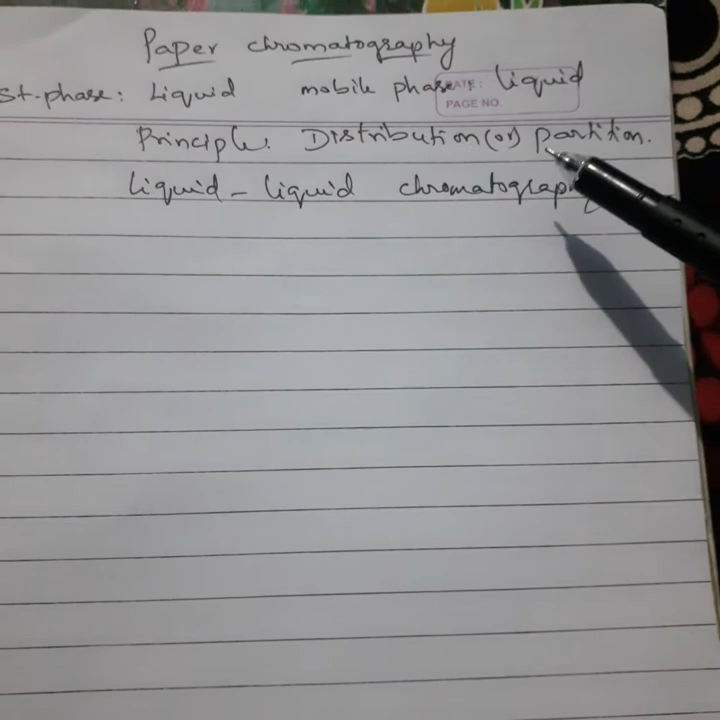 Paper chromatography
St.phase: Liquid mobile phase: Liquid
DATE:
PAGE NO.
Principle. Distribution (or) partition.
Liquid - liquid chromatography